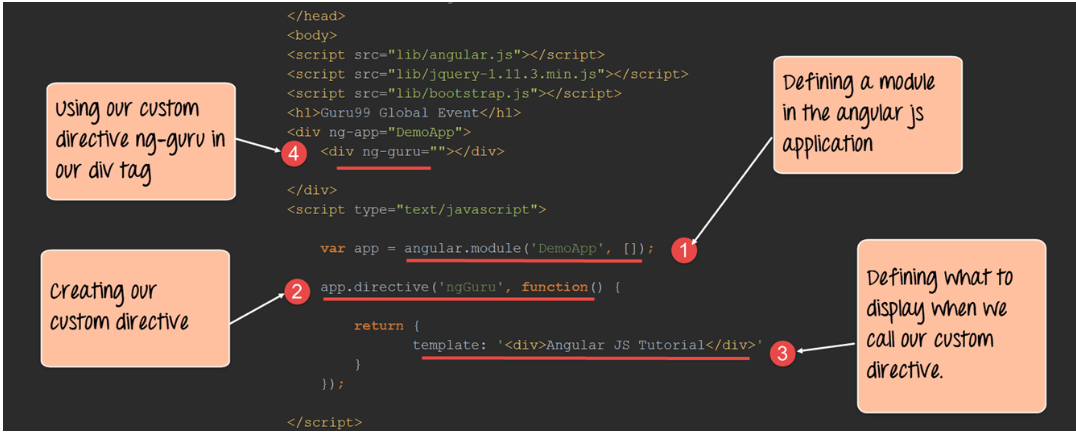 </head>
<body>
<script src="lib/angular.js"></script>
<script src="lib/jquery-1.11.3.min.js"></script>
<script src="lib/bootstrap.js"></script>
<h1>Guru99 Global Event</h1>
<div ng-app="DemoApp">
<div ng-guru=""></div>
</div>
<script type="text/javascript">
var app = angular.module('DemoApp', []);
app.directive('ngGuru', function() {
return {
template: '<div>Angular JS Tutorial</div>'
}
});
</script>
Defining a module
in the angular js
application
1
Creating our
custom directive
2
Defining what to
display when we
call our custom
directive.
3
Using our custom
directive ng-guru in
our div tag
4